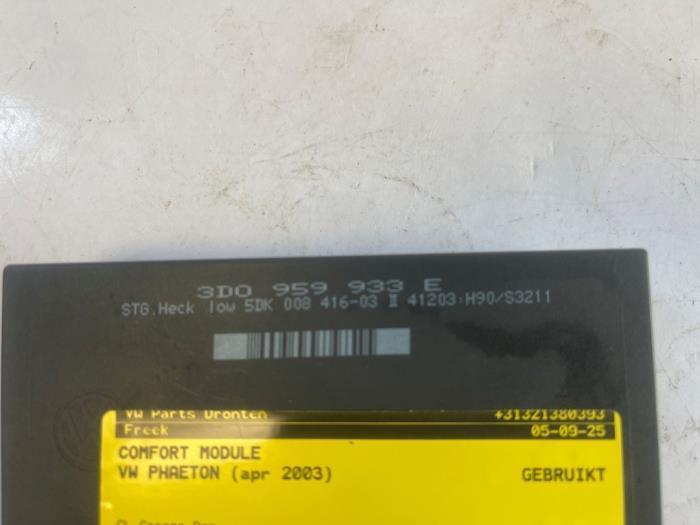 3D0 959 933 E
STG.Heck low 5DK 008 416-03 II 41203:H90/S3211
VW Parts Dronten +31321380393
Freek 05-09-25
COMFORT MODULE
VW PHAETON (apr 2003) GEBRUIKT